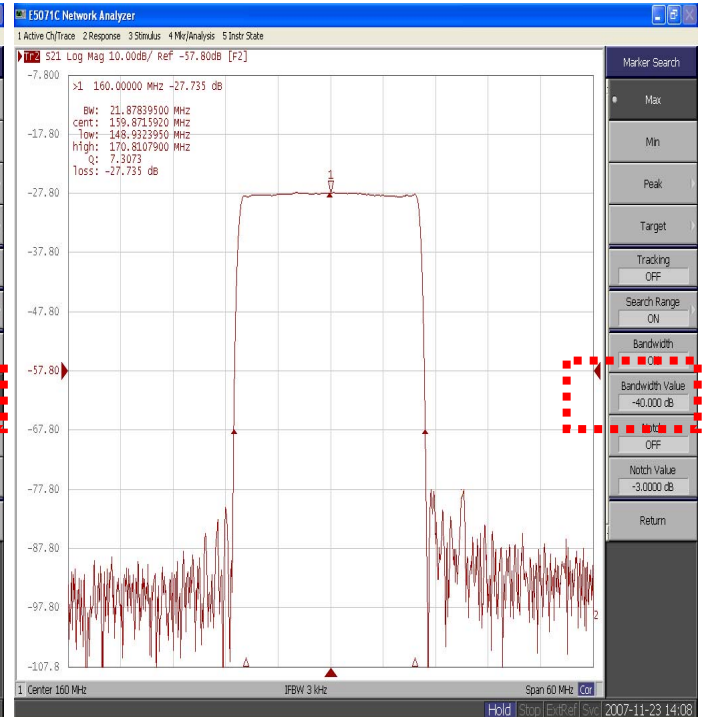 E5071C Network Analyzer
1 Active Ch/Trace 2 Response 3 Stimulus 4 Mkr/Analysis 5 Instr State
Tr2 S21 Log Mag 10.00dB/ Ref -57.80dB [F2]
-7.800
>1 160.00000 MHz -27.735 dB
BW: 21.87839500 MHz
cent: 159.8715920 MHz
low: 148.9323950 MHz
high: 170.8107900 MHz
Q: 7.3073
loss: -27.735 dB
-17.80
-27.80
-37.80
-47.80
-57.80
-67.80
-77.80
-87.80
-97.80
-107.8
1
2
1 Center 160 MHz IFBW 3 kHz Span 60 MHz Cor
Marker Search
Max
Min
Peak
Target
Tracking
OFF
Search Range
ON
Bandwidth
Bandwidth Value
-40.000 dB
Notch
OFF
Notch Value
-3.0000 dB
Return
Hold Stop ExtRef Svc 2007-11-23 14:08